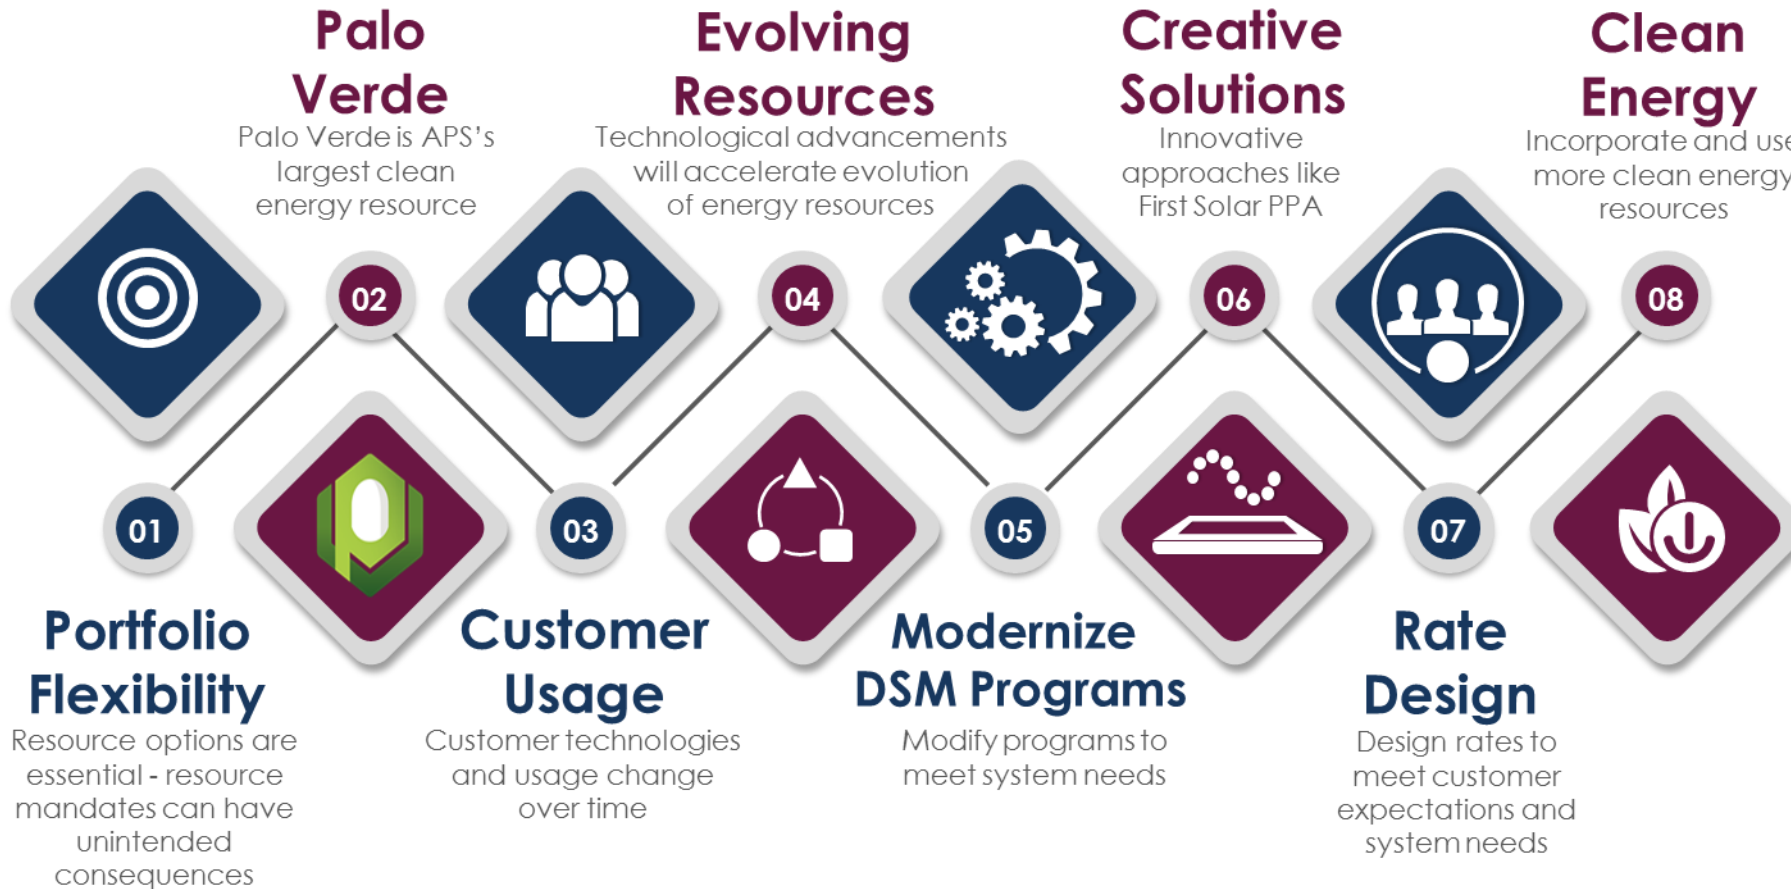 01
Portfolio
Flexibility
Resource options are
essential - resource
mandates can have
unintended
consequences
02
Palo
Verde
Palo Verde is APS's
largest clean
energy resource
03
Customer
Usage
Customer technologies
and usage change
over time
04
Evolving
Resources
Technological advancements
will accelerate evolution
of energy resources
05
Modernize
DSM Programs
Modify programs to
meet system needs
06
Creative
Solutions
Innovative
approaches like
First Solar PPA
07
Rate
Design
Design rates to
meet customer
expectations and
system needs
08
Clean
Energy
Incorporate and use
more clean energy
resources